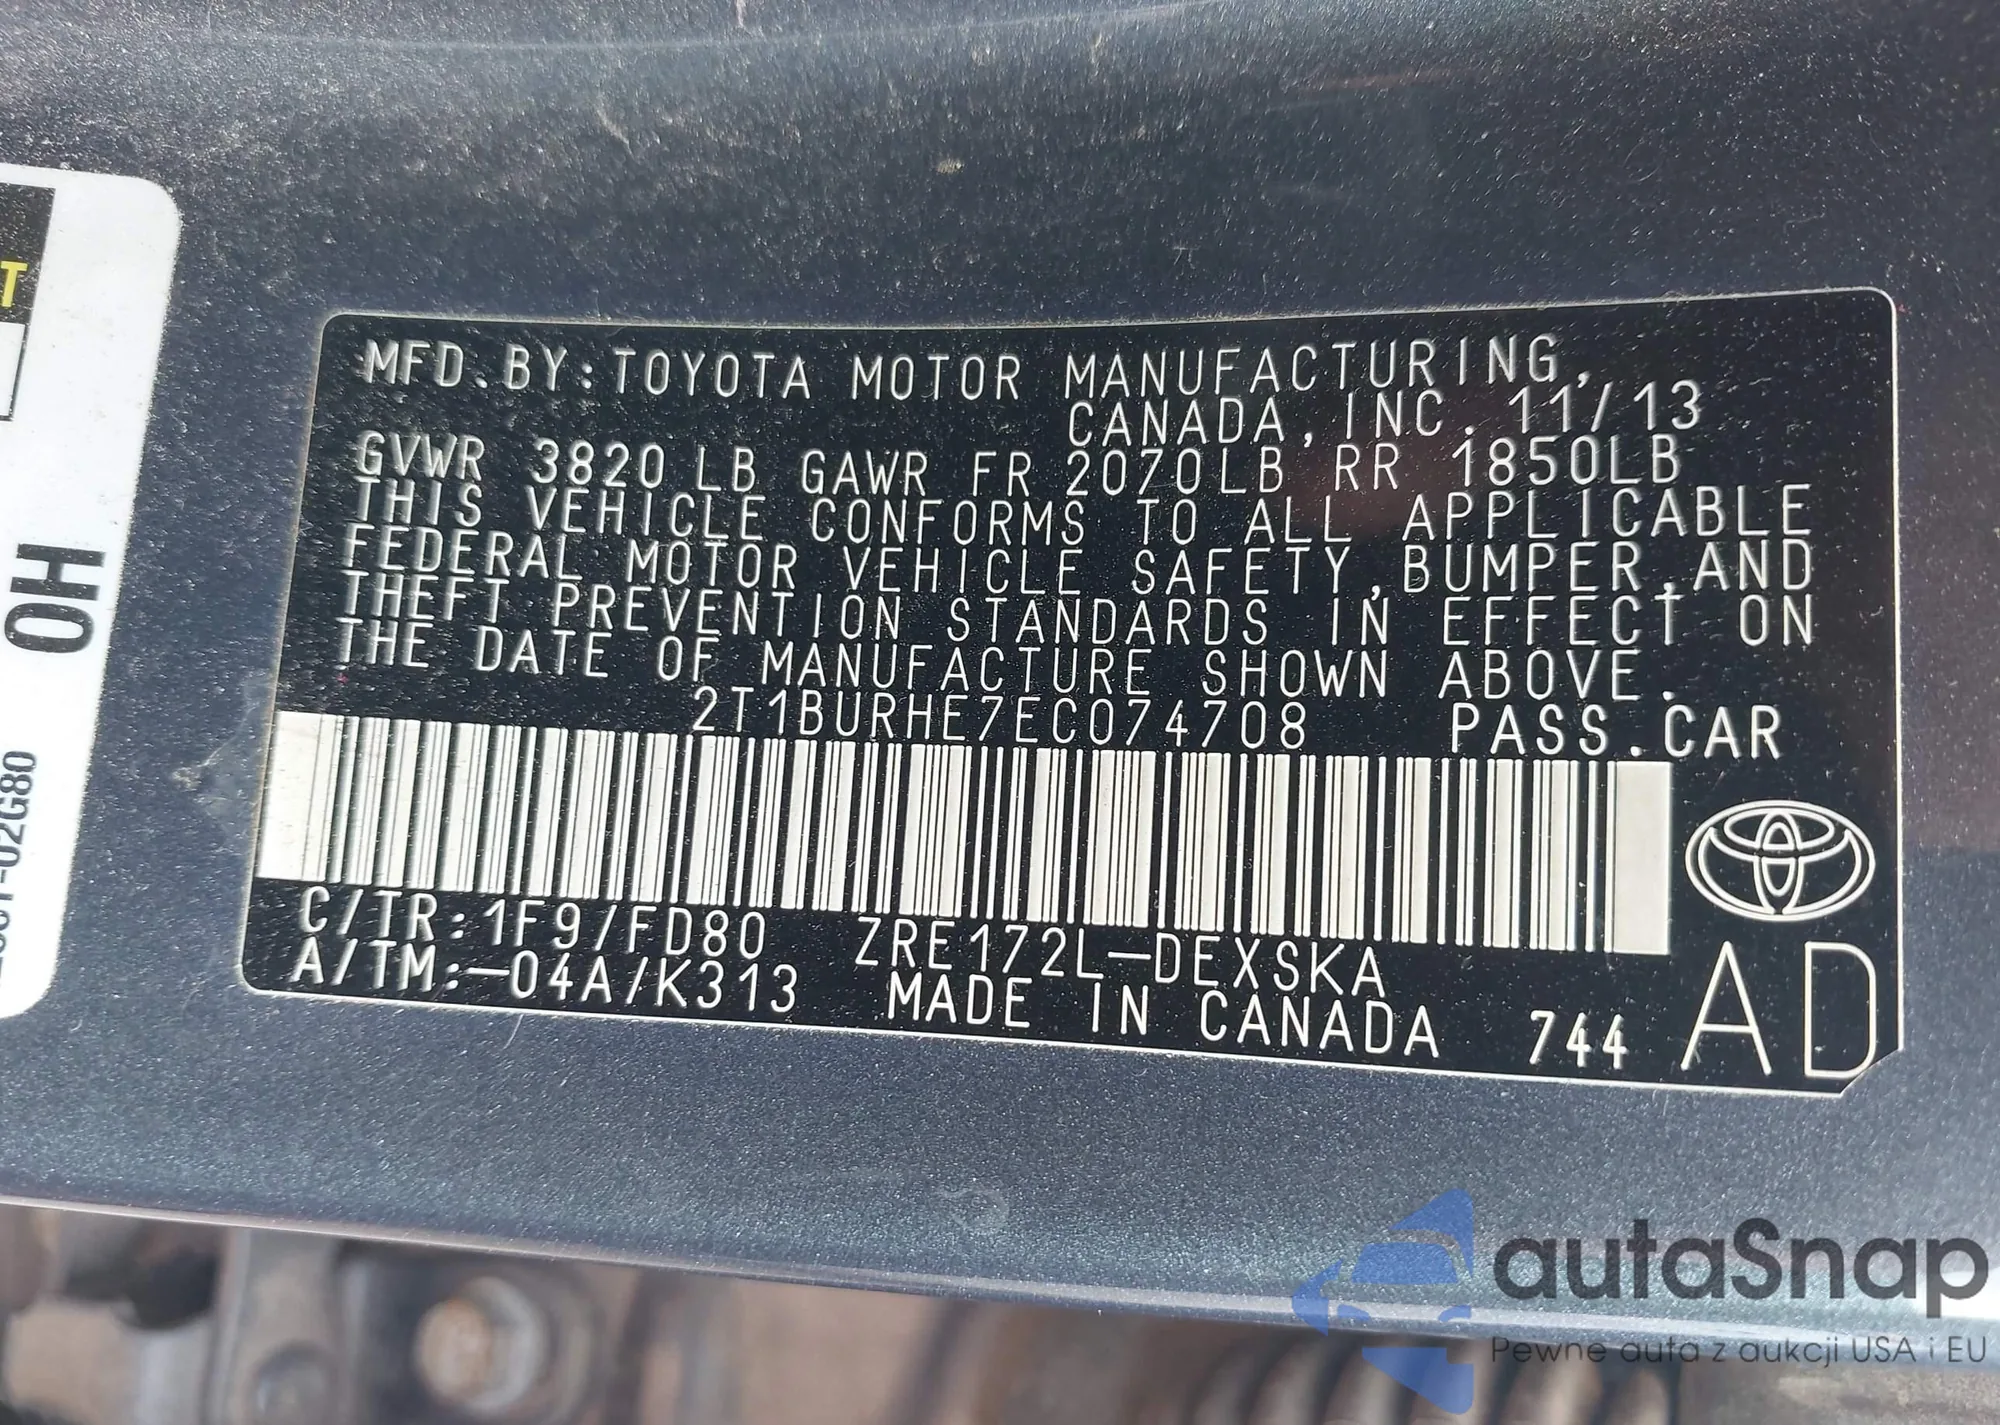 MFD.BY:TOYOTA MOTOR MANUFACTURING,
CANADA,INC. 11/13
GVWR 3820 LB GAWR FR 2070LB RR 1850LB
THIS VEHICLE CONFORMS TO ALL APPLICABLE
FEDERAL MOTOR VEHICLE SAFETY,BUMPER,AND
THEFT PREVENTION STANDARDS IN EFFECT ON
THE DATE OF MANUFACTURE SHOWN ABOVE.
2T1BURHE7EC074708 PASS.CAR
C/TR:1F9/FD80 ZRE172L-DEXSKA
A/TM:-04A/K313 MADE IN CANADA 744 AD
T
OH
autaSnap
Pewne auta z aukcji USA i EU